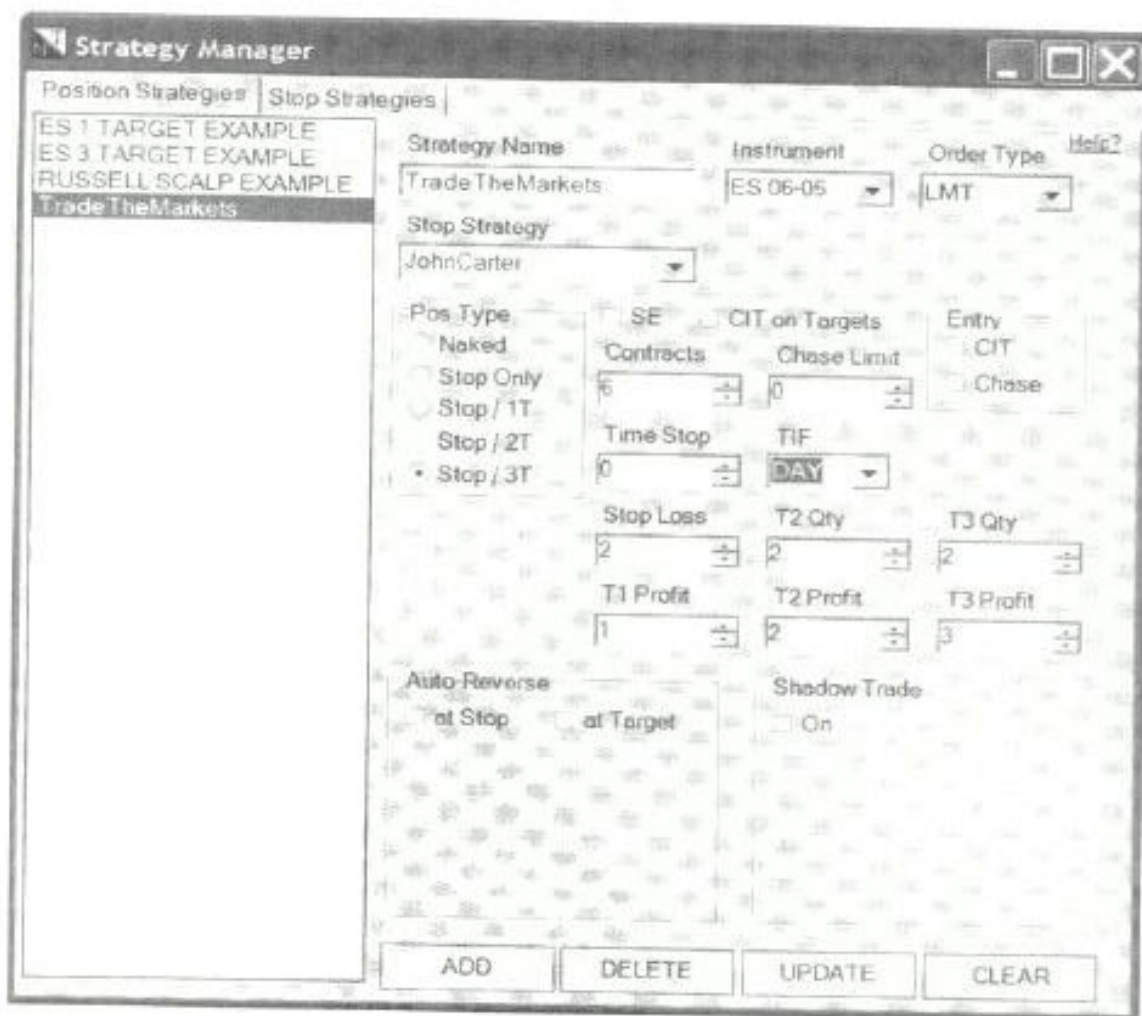 Strategy Manager
Position Strategies Stop Strategies
ES 1 TARGET EXAMPLE
ES 3 TARGET EXAMPLE
RUSSELL SCALP EXAMPLE
TradeTheMarkets
Help?
Strategy Name Instrument Order Type
TradeTheMarkets ES 06-05 LMT
Stop Strategy
JohnCarter
Pos Type
Naked
Stop Only
Stop / 1T
Stop / 2T
Stop / 3T
SE CIT on Targets
Contracts Chase Limit
6 0
Entry
CIT
Chase
Time Stop TIF
0 DAY
Stop Loss T2 Qty T3 Qty
2 2 2
T1 Profit T2 Profit T3 Profit
1 2 3
Auto Reverse
at Stop at Target
Shadow Trade
On
ADD DELETE UPDATE CLEAR